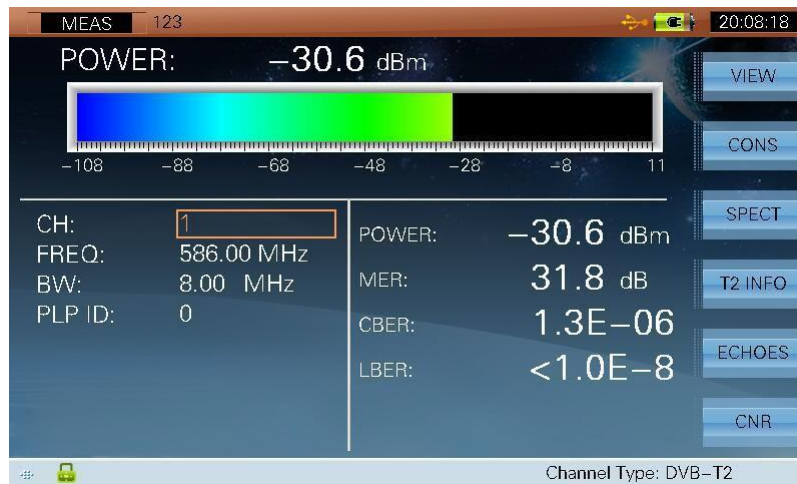 MEAS 123 20:08:18
POWER: −30.6 dBm
−108 −88 −68 −48 −28 −8 11
CH: 1
FREQ: 586.00 MHz
BW: 8.00 MHz
PLP ID: 0
POWER: −30.6 dBm
MER: 31.8 dB
CBER: 1.3E−06
LBER: <1.0E−8
VIEW
CONS
SPECT
T2 INFO
ECHOES
CNR
Channel Type: DVB−T2